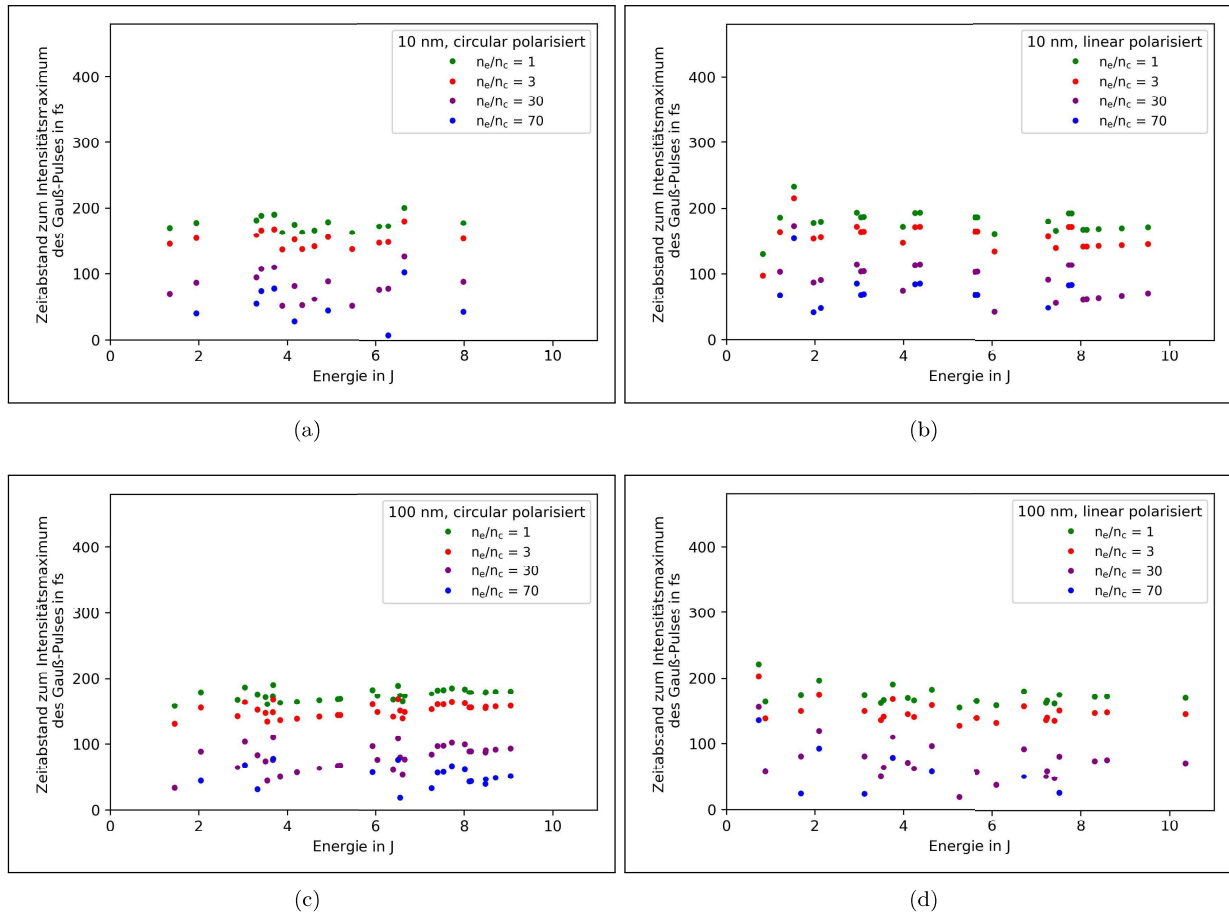 10 nm, circular polarisiert
nₑ/n꜀ = 1
nₑ/n꜀ = 3
nₑ/n꜀ = 30
nₑ/n꜀ = 70
Zeitabstand zum Intensitätsmaximum
des Gauß-Pulses in fs
400
300
200
100
0
0 2 4 6 8 10
Energie in J
(a)
10 nm, linear polarisiert
nₑ/n꜀ = 1
nₑ/n꜀ = 3
nₑ/n꜀ = 30
nₑ/n꜀ = 70
Zeitabstand zum Intensitätsmaximum
des Gauß-Pulses in fs
400
300
200
100
0
0 2 4 6 8 10
Energie in J
(b)
100 nm, circular polarisiert
nₑ/n꜀ = 1
nₑ/n꜀ = 3
nₑ/n꜀ = 30
nₑ/n꜀ = 70
Zeitabstand zum Intensitätsmaximum
des Gauß-Pulses in fs
400
300
200
100
0
0 2 4 6 8 10
Energie in J
(c)
100 nm, linear polarisiert
nₑ/n꜀ = 1
nₑ/n꜀ = 3
nₑ/n꜀ = 30
nₑ/n꜀ = 70
Zeitabstand zum Intensitätsmaximum
des Gauß-Pulses in fs
400
300
200
100
0
0 2 4 6 8 10
Energie in J
(d)